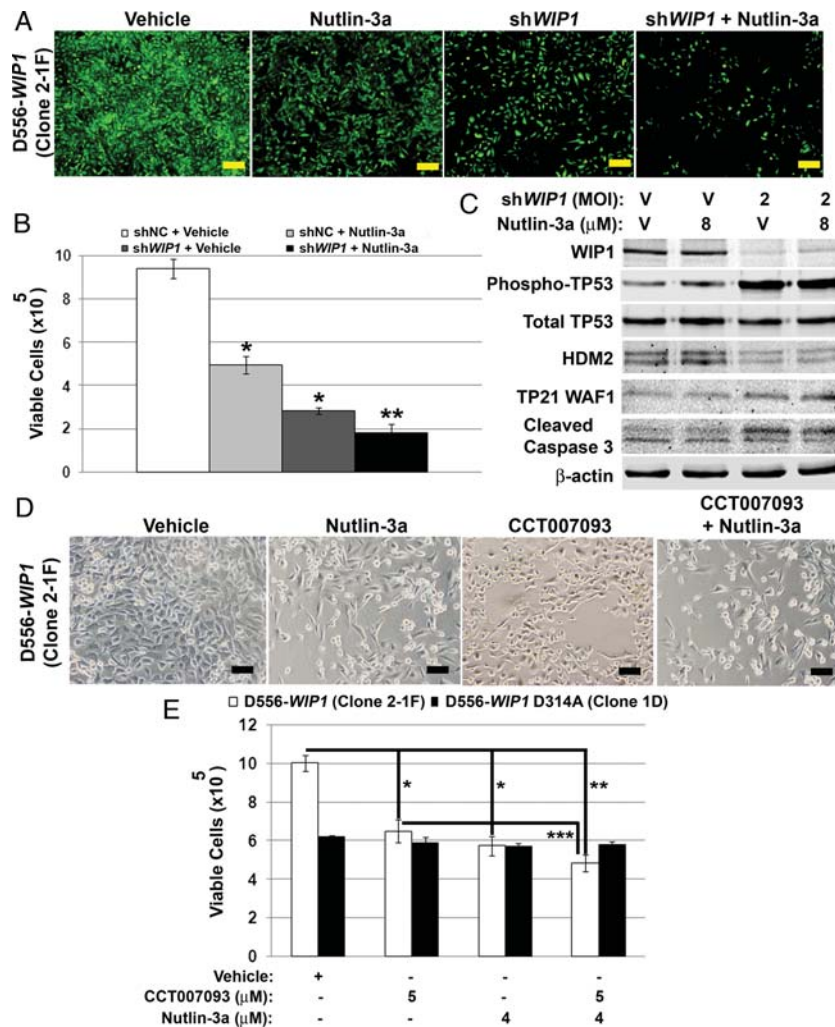 A
Vehicle
Nutlin-3a
shWIP1
shWIP1 + Nutlin-3a
D556-WIP1
(Clone 2-1F)
B
shNC + Vehicle
shNC + Nutlin-3a
shWIP1 + Vehicle
shWIP1 + Nutlin-3a
Viable Cells (x10 5)
10
8
6
4
2
0
*
*
**
C
shWIP1 (MOI): V V 2 2
Nutlin-3a (μM): V 8 V 8
WIP1
Phospho-TP53
Total TP53
HDM2
TP21 WAF1
Cleaved
Caspase 3
β-actin
D
Vehicle
Nutlin-3a
CCT007093
CCT007093
+ Nutlin-3a
D556-WIP1
(Clone 2-1F)
E
D556-WIP1 (Clone 2-1F)
D556-WIP1 D314A (Clone 1D)
Viable Cells (x10 5)
12
10
8
6
4
2
0
*
*
**
***
Vehicle: + - - -
CCT007093 (μM): - 5 - 5
Nutlin-3a (μM): - - 4 4